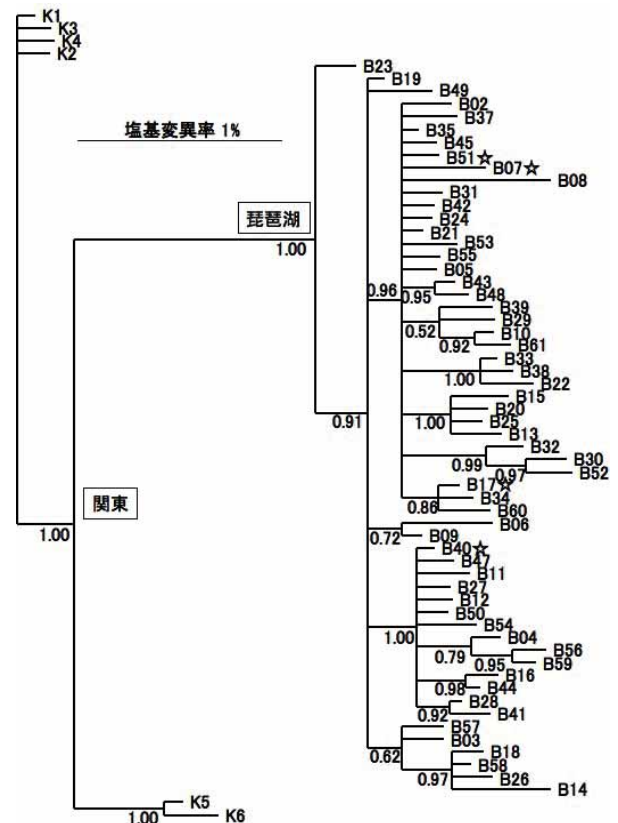 K1
K3
K4
K2
B23
B19
B49
B02
B37
塩基変異率 1%
B35
B45
B51☆
B07☆
B08
B31
B42
琵琶湖
B24
B21
B53
1.00
B55
B05
B43
0.96
0.95
B48
B39
B29
0.52
B10
0.92
B61
B33
B38
1.00
B22
B15
B20
0.91
1.00
B25
B13
B32
0.99
B30
0.97
B52
B17☆
関東
B34
0.86
B60
B06
1.00
0.72
B09
B40☆
B47
B11
B27
B12
B50
B54
1.00
B04
0.79
B56
0.95
B59
B16
0.98
B44
B28
0.92
B41
B57
B03
0.62
B18
B58
0.97
B26
B14
K5
1.00
K6